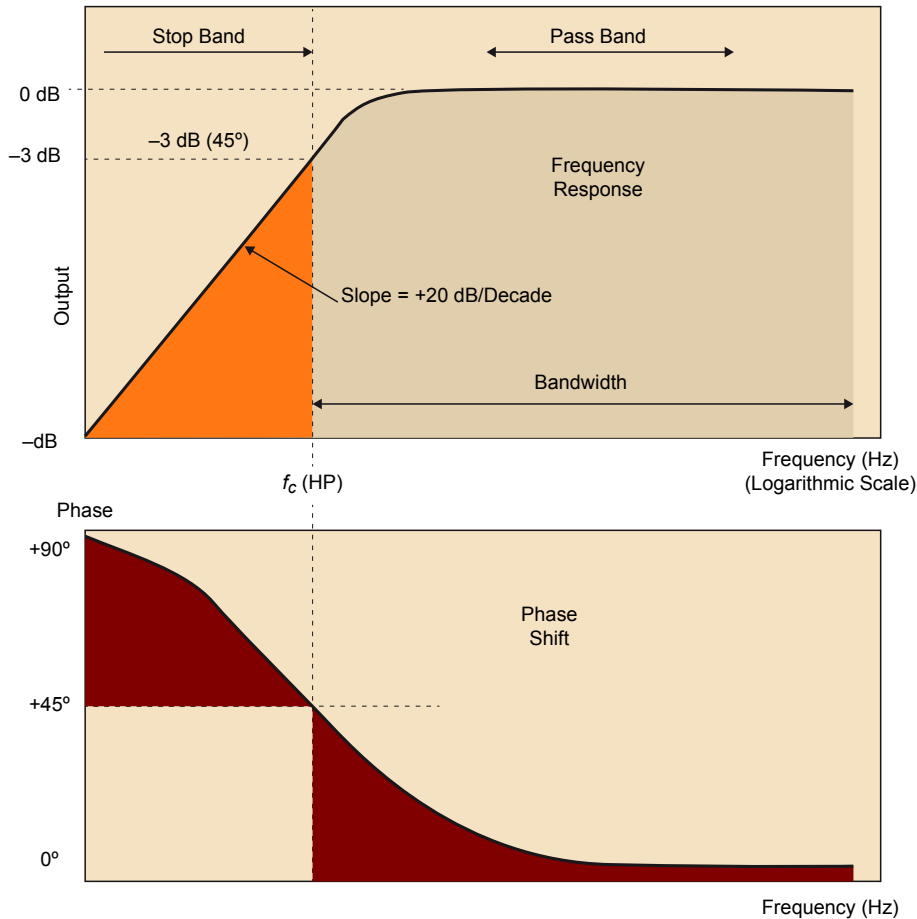 Stop Band
Pass Band
0 dB
–3 dB (45º)
–3 dB
Frequency
Response
Output
Slope = +20 dB/Decade
Bandwidth
–dB
fc (HP)
Frequency (Hz)
(Logarithmic Scale)
Phase
+90º
Phase
Shift
+45º
0º
Frequency (Hz)